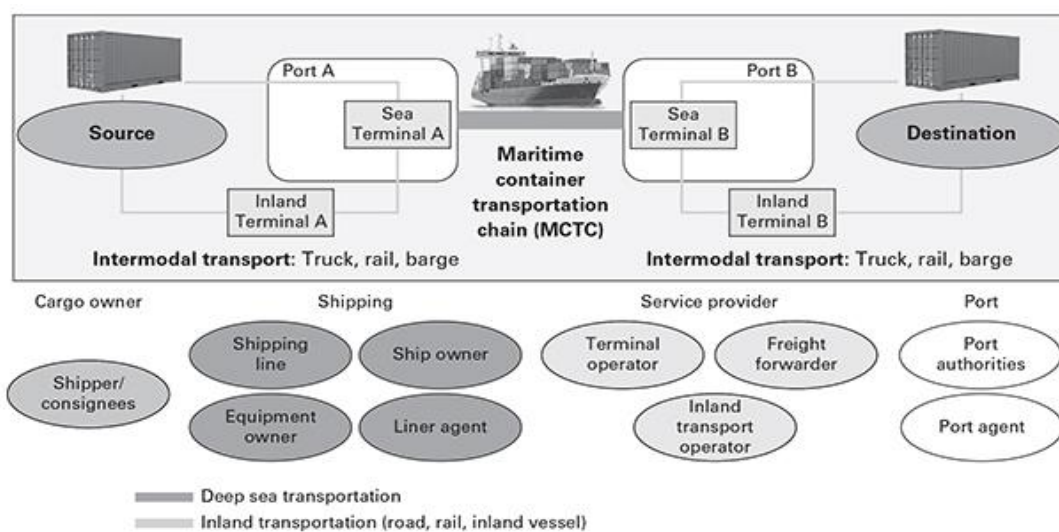 Port A
Port B
Source
Sea
Terminal A
Sea
Terminal B
Destination
Maritime
container
transportation
chain (MCTC)
Inland
Terminal A
Inland
Terminal B
Intermodal transport: Truck, rail, barge
Intermodal transport: Truck, rail, barge
Cargo owner
Shipping
Service provider
Port
Shipper/
consignees
Shipping
line
Ship owner
Equipment
owner
Liner agent
Terminal
operator
Freight
forwarder
Inland
transport
operator
Port
authorities
Port agent
Deep sea transportation
Inland transportation (road, rail, inland vessel)